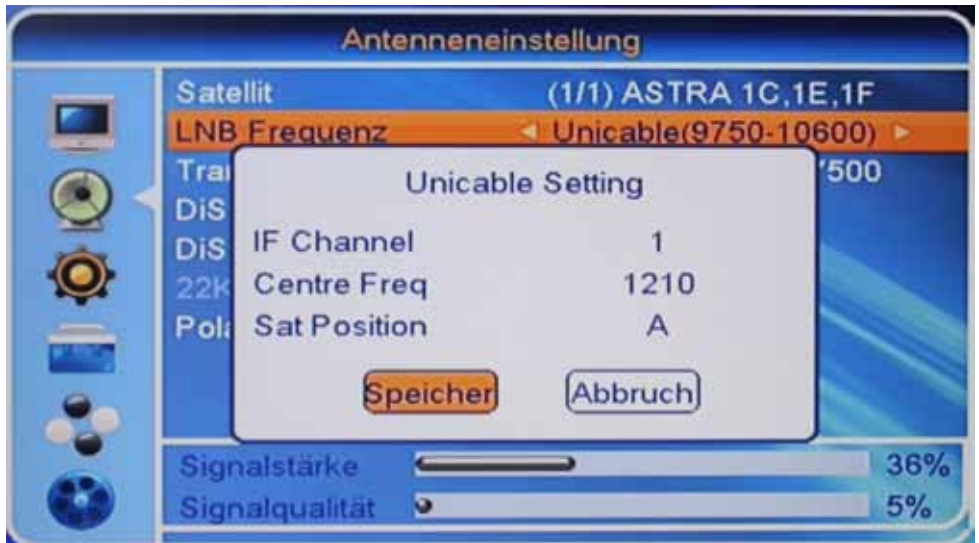 Antenneneinstellung
Satellit (1/1) ASTRA 1C,1E,1F
LNB Frequenz Unicable(9750-10600)
Unicable Setting
IF Channel 1
Centre Freq 1210
Sat Position A
Speicher Abbruch
Signalstärke 36%
Signalqualität 5%